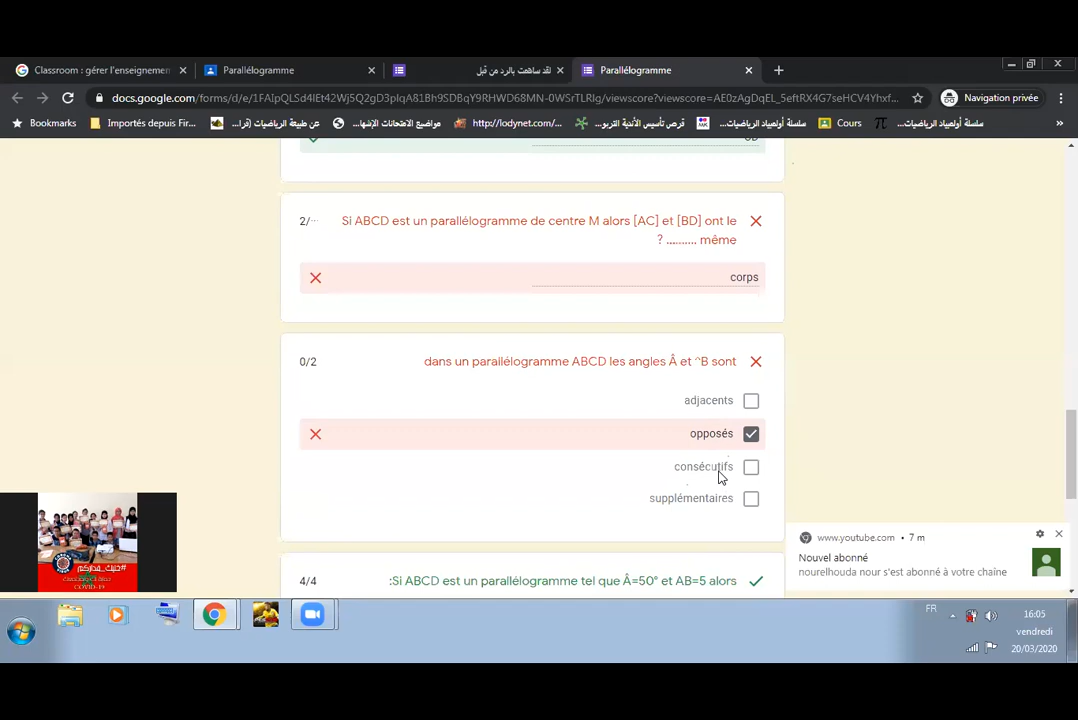 Classroom : gérer l'enseignemen
Parallélogramme
لقد ساهمت بالرد من قبل
Parallélogramme
docs.google.com/forms/d/e/1FAIpQLSd4IEt42Wj5Q2gD3plqA81Bh9SDBqY9RHWD68MN-0WSrTLRIg/viewscore?viewscore=AE0zAgDqEL_5eftRX4G7seHCV4Yhxf...
Navigation privée
Bookmarks
Importés depuis Fir...
عن طبيعة الرياضيات (قرا...
مواضيع الامتحانات الإشها...
http://lodynet.com/...
قرص تأسيس الأندية التربو...
سلسلة أولمبياد الرياضيات...
Cours
سلسلة أولمبياد الرياضيات...
»
2/···
Si ABCD est un parallélogramme de centre M alors [AC] et [BD] ont le
? .......... même
corps
0/2
dans un parailélogramme ABCD les angles Â et ^B sont
adjacents
opposés
consécutifs
supplémentaires
4/4
:Si ABCD est un parallélogramme tel que Â=50° et AB=5 alors
www.youtube.com • 7 m
Nouvel abonné
nourelhouda nour s'est abonné à votre chaîne
COVID-19
FR
16:05
vendredi
20/03/2020